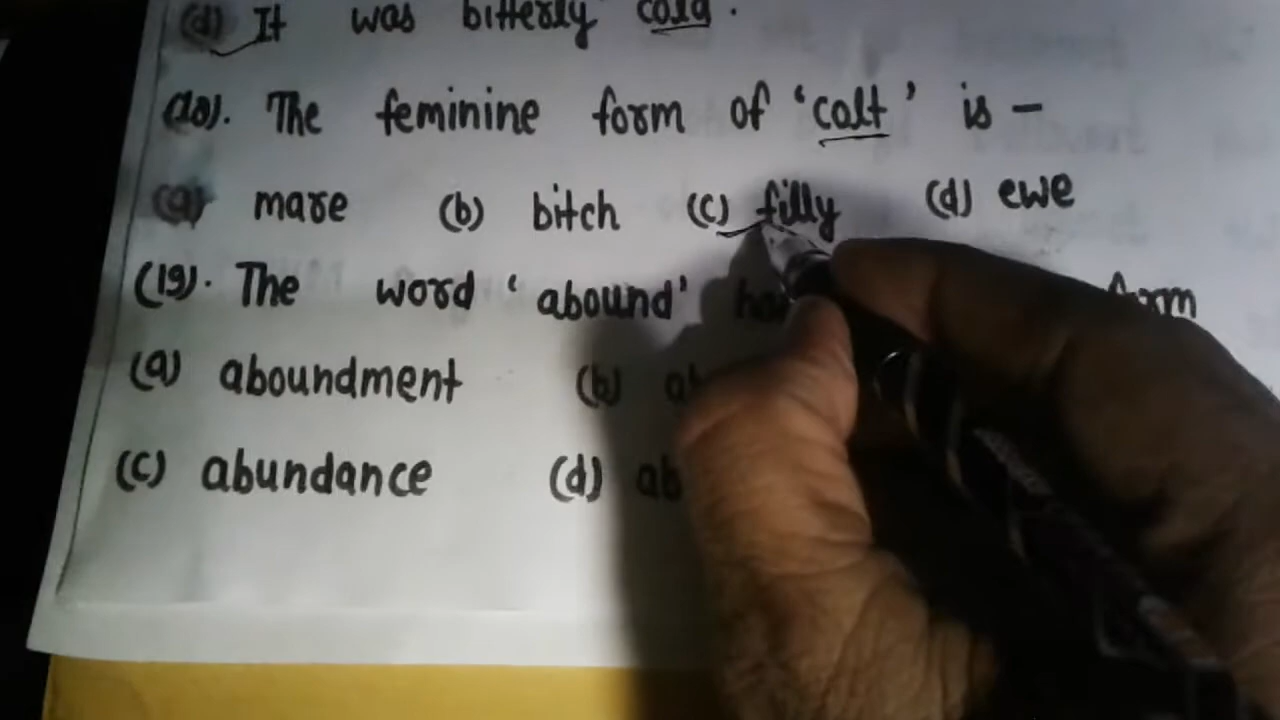 (d) It was bitterly cold.
(18). The feminine form of 'colt' is –
(a) mare (b) bitch (c) filly (d) ewe
(19). The word 'abound' form
(a) aboundment (b)
(c) abundance (d)